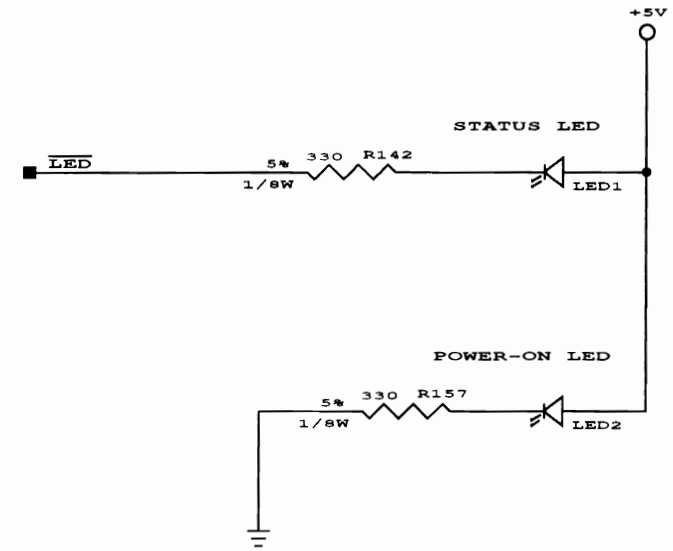 +5V
STATUS LED
LED
5% 330 R142
1/8W
LED1
POWER-ON LED
5% 330 R157
1/8W
LED2